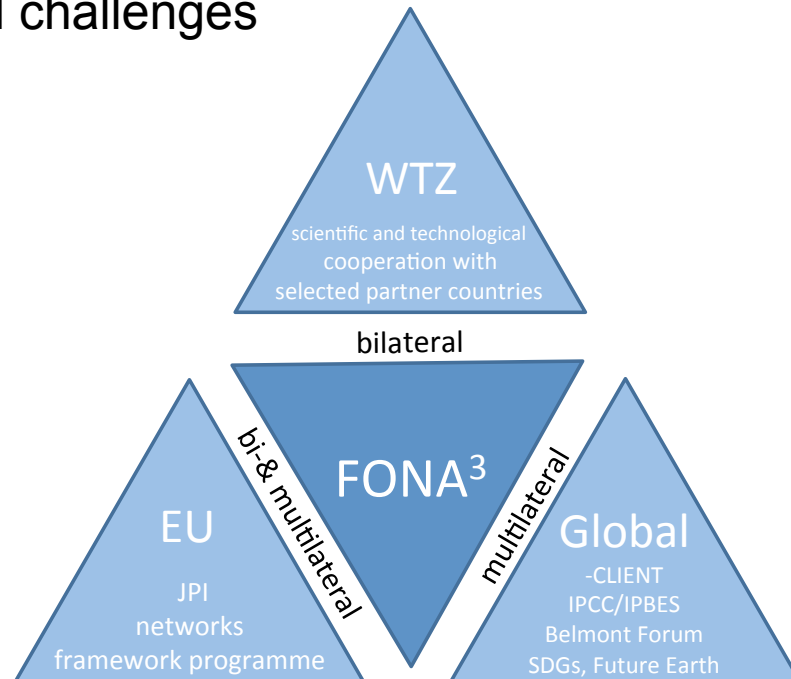 challenges
WTZ
scientific and technological
cooperation with
selected partner countries
bilateral
bi-& multilateral
FONA³
multilateral
EU
JPI
networks
framework programme
Global
-CLIENT
IPCC/IPBES
Belmont Forum
SDGs, Future Earth